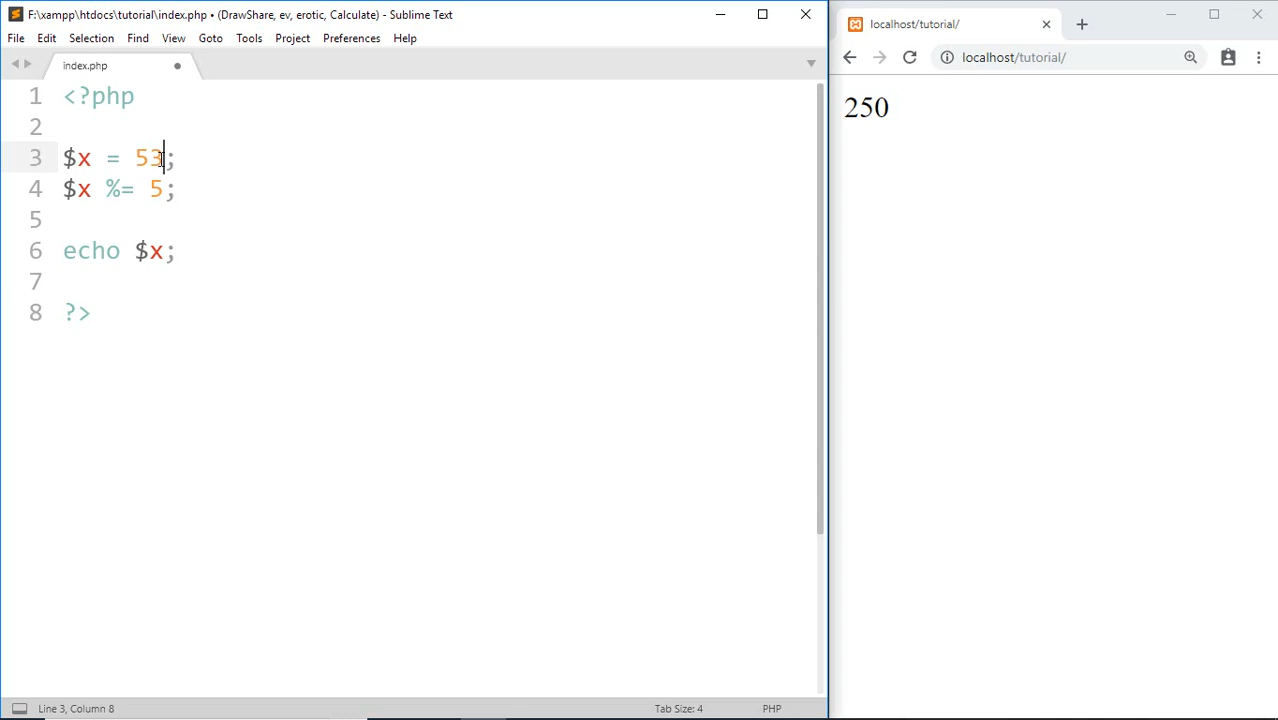 F:\xampp\htdocs\tutorial\index.php • (DrawShare, ev, erotic, Calculate) - Sublime Text
File Edit Selection Find View Goto Tools Project Preferences Help
index.php
1 <?php
2
3 $x = 53;
4 $x %= 5;
5
6 echo $x;
7
8 ?>
Line 3, Column 8
Tab Size: 4
PHP
localhost/tutorial/
localhost/tutorial/
250